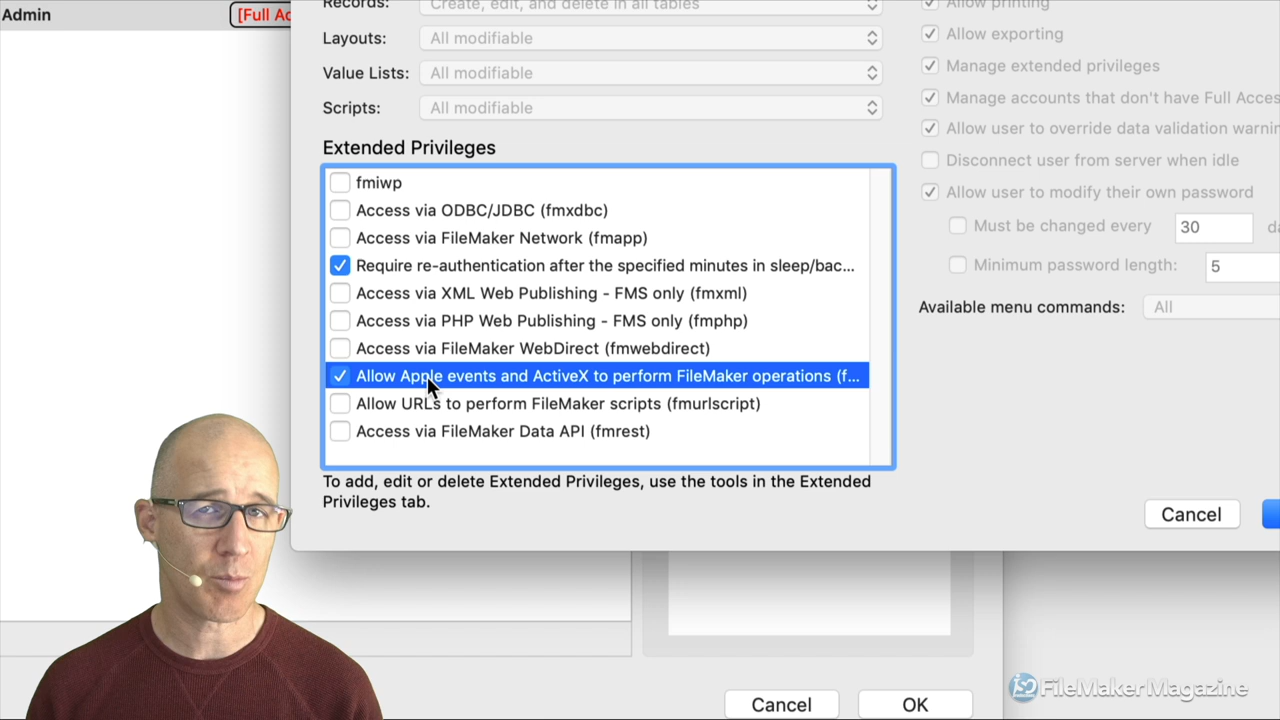 Admin
[Full Ac
Records: Create, edit, and delete in all tables
Layouts: All modifiable
Value Lists: All modifiable
Scripts: All modifiable
Extended Privileges
fmiwp
Access via ODBC/JDBC (fmxdbc)
Access via FileMaker Network (fmapp)
Require re-authentication after the specified minutes in sleep/bac...
Access via XML Web Publishing - FMS only (fmxml)
Access via PHP Web Publishing - FMS only (fmphp)
Access via FileMaker WebDirect (fmwebdirect)
Allow Apple events and ActiveX to perform FileMaker operations (f...
Allow URLs to perform FileMaker scripts (fmurlscript)
Access via FileMaker Data API (fmrest)
To add, edit or delete Extended Privileges, use the tools in the Extended
Privileges tab.
Allow printing
Allow exporting
Manage extended privileges
Manage accounts that don't have Full Acces
Allow user to override data validation warnin
Disconnect user from server when idle
Allow user to modify their own password
Must be changed every 30 da
Minimum password length: 5
Available menu commands: All
Cancel
Cancel
OK
FileMakerMagazine